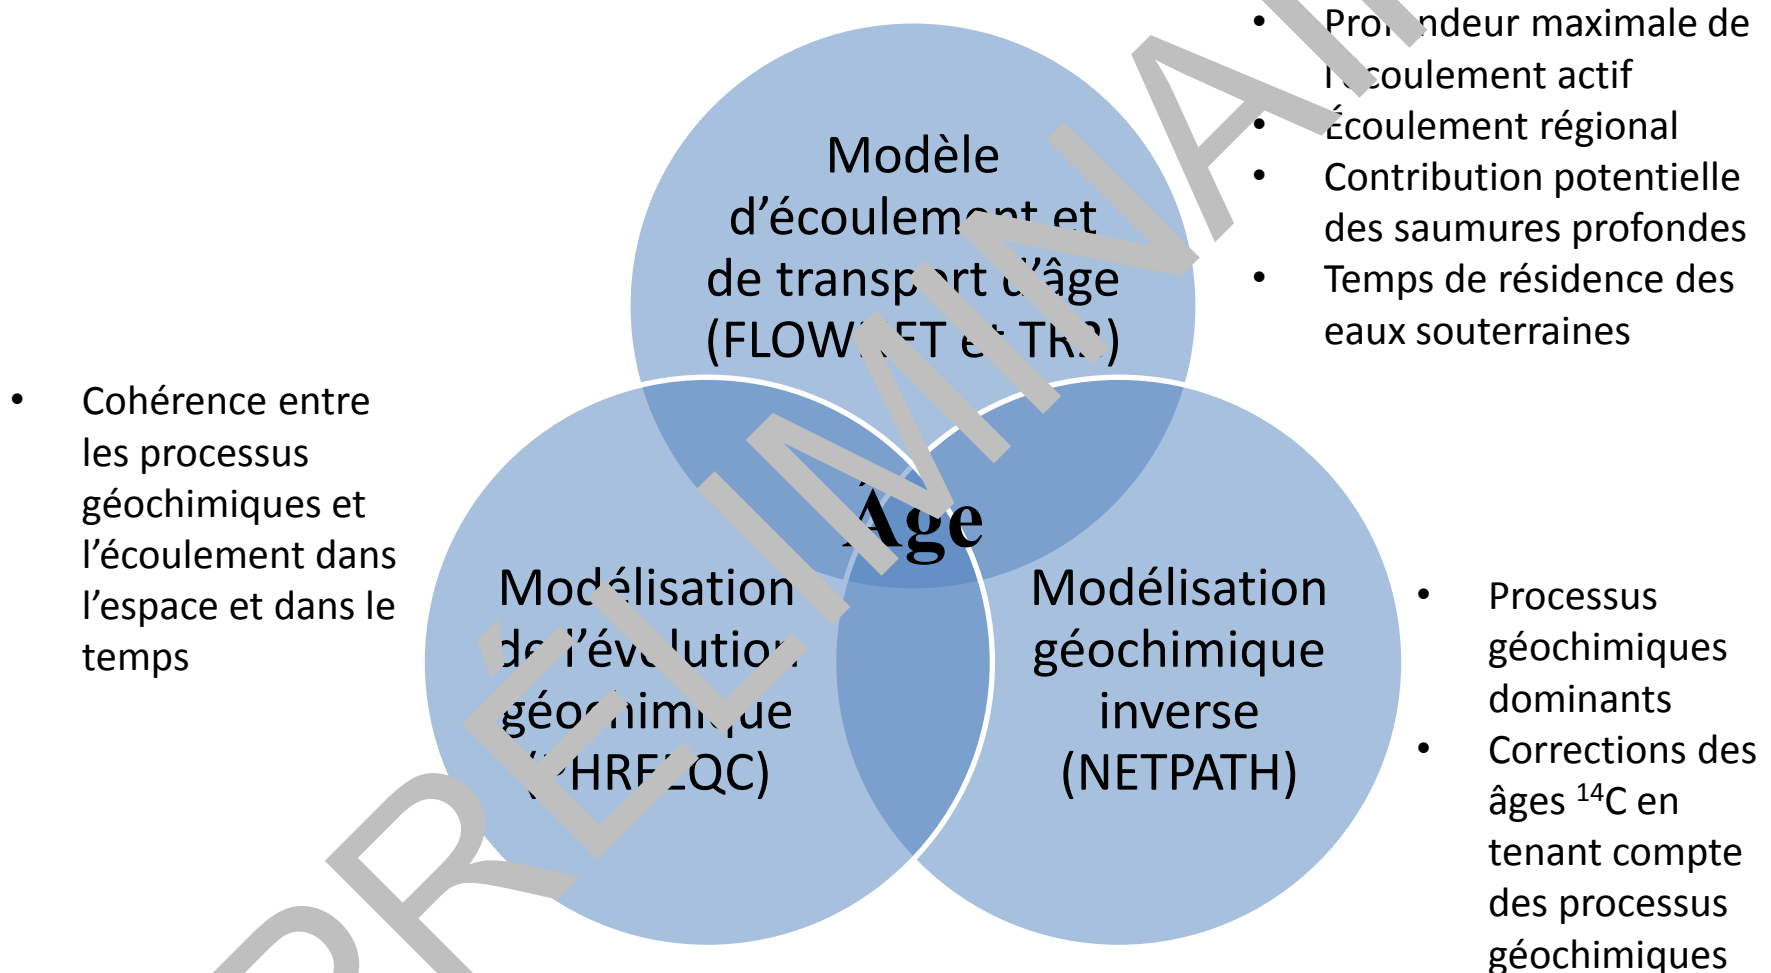 • Profondeur maximale de
l'écoulement actif
• Écoulement régional
• Contribution potentielle
des saumures profondes
• Temps de résidence des
eaux souterraines
Modèle
d’écoulement et
de transport d’âge
(FLOWNET et TR2)
• Cohérence entre
les processus
géochimiques et
l’écoulement dans
l’espace et dans le
temps
Âge
Modélisation
de l’évolution
géochimique
(PHREEQC)
Modélisation
géochimique
inverse
(NETPATH)
• Processus
géochimiques
dominants
• Corrections des
âges ¹⁴C en
tenant compte
des processus
géochimiques
PRÉLIMINAI